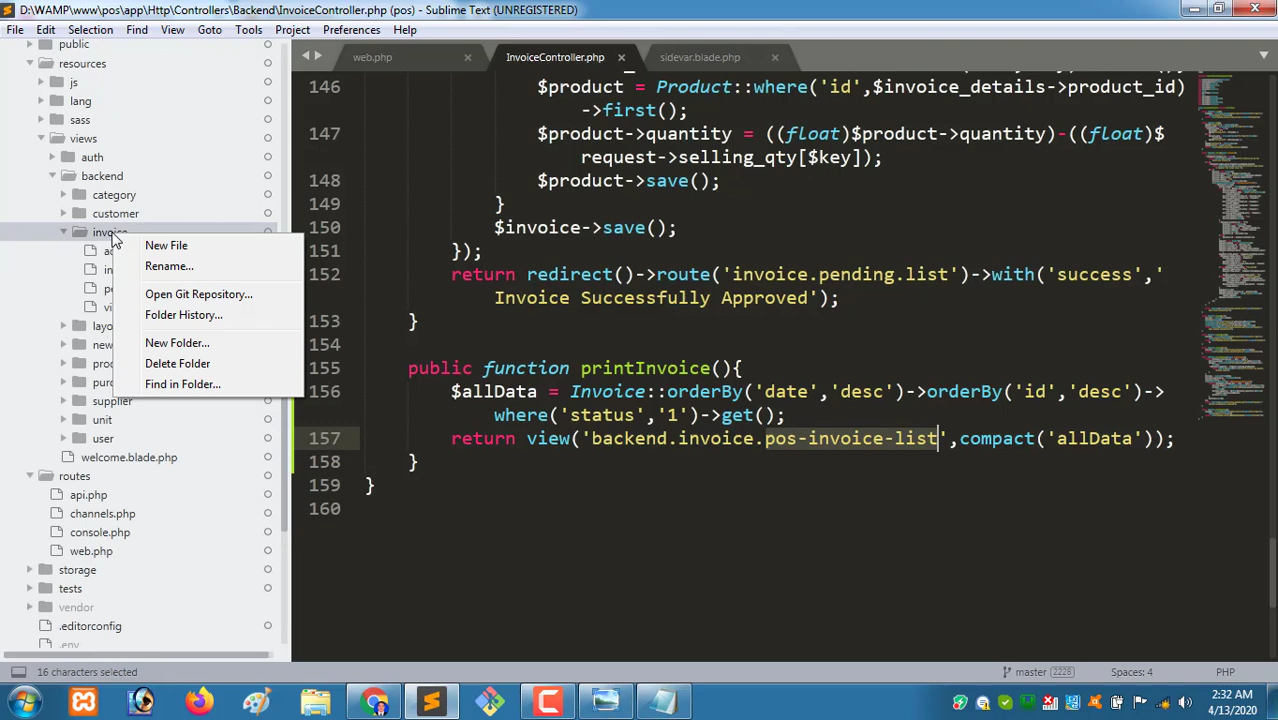 D:\WAMP\www\pos\app\Http\Controllers\Backend\InvoiceController.php (pos) - Sublime Text (UNREGISTERED)
File Edit Selection Find View Goto Tools Project Preferences Help
public
resources
js
lang
sass
views
auth
backend
category
customer
invoice
unit
user
supplier
welcome.blade.php
routes
api.php
channels.php
console.php
web.php
storage
tests
vendor
.editorconfig
.env
New File
Rename...
Open Git Repository...
Folder History...
New Folder...
Delete Folder
Find in Folder...
web.php InvoiceController.php sidevar.blade.php
146 $product = Product::where('id',$invoice_details->product_id)
->first();
147 $product->quantity = ((float)$product->quantity)-((float)$
request->selling_qty[$key]);
148 $product->save();
149 }
150 $invoice->save();
151 });
152 return redirect()->route('invoice.pending.list')->with('success','
Invoice Successfully Approved');
153 }
154
155 public function printInvoice(){
156 $allData = Invoice::orderBy('date','desc')->orderBy('id','desc')->
where('status','1')->get();
157 return view('backend.invoice.pos-invoice-list',compact('allData'));
158 }
159 }
160
16 characters selected
master 2228 Spaces: 4 PHP
2:32 AM
4/13/2020